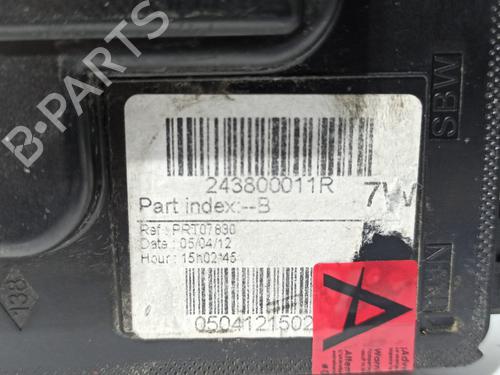 243800011R
Part index:--B
7W
Ref : PRT07830
Date : 05/04/12
Hour : 15h02:45
0504121502
SBW
138
B-PARTS
A